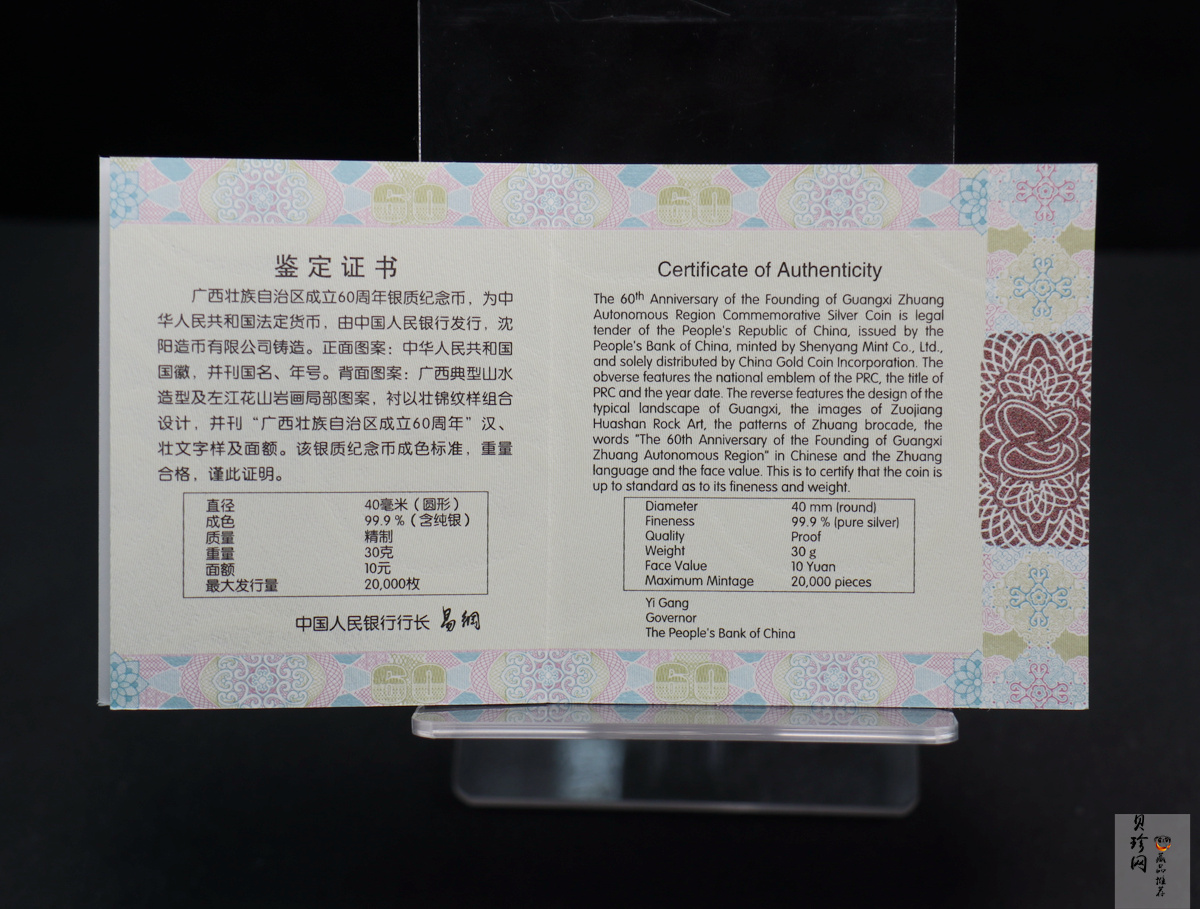 60
60
鉴定证书
广西壮族自治区成立60周年银质纪念币，为中
华人民共和国法定货币，由中国人民银行发行，沈
阳造币有限公司铸造。正面图案：中华人民共和国
国徽，并刊国名、年号。背面图案：广西典型山水
造型及左江花山岩画局部图案，衬以壮锦纹样组合
设计，并刊“广西壮族自治区成立60周年”汉、
壮文字样及面额。该银质纪念币成色标准，重量
合格，谨此证明。
直径 40毫米（圆形）
成色 99.9％（含纯银）
质量 精制
重量 30克
面额 10元
最大发行量 20,000枚
中国人民银行行长 易纲
Certificate of Authenticity
The 60th Anniversary of the Founding of Guangxi Zhuang
Autonomous Region Commemorative Silver Coin is legal
tender of the People's Republic of China, issued by the
People's Bank of China, minted by Shenyang Mint Co., Ltd.,
and solely distributed by China Gold Coin Incorporation. The
obverse features the national emblem of the PRC, the title of
PRC and the year date. The reverse features the design of the
typical landscape of Guangxi, the images of Zuojiang
Huashan Rock Art, the patterns of Zhuang brocade, the
words "The 60th Anniversary of the Founding of Guangxi
Zhuang Autonomous Region" in Chinese and the Zhuang
language and the face value. This is to certify that the coin is
up to standard as to its fineness and weight.
Diameter 40 mm (round)
Fineness 99.9 % (pure silver)
Quality Proof
Weight 30 g
Face Value 10 Yuan
Maximum Mintage 20,000 pieces
Yi Gang
Governor
The People's Bank of China
60
60
贝珍网
藏品推荐